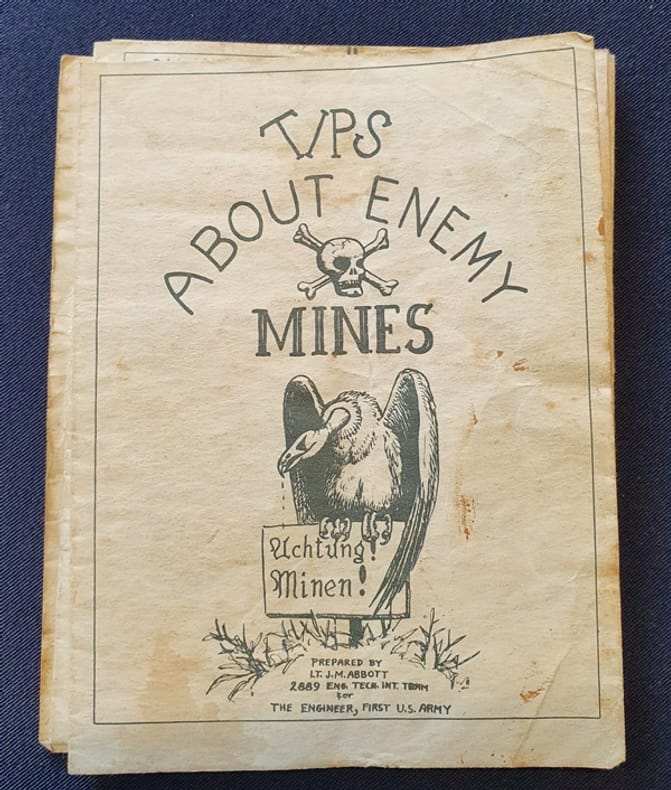 TIPS
ABOUT ENEMY
MINES
Achtung!
Minen!
PREPARED BY
LT. J.M. ABBOTT
2889 ENG. TECH. INT. TEAM
for
THE ENGINEER, FIRST U.S. ARMY